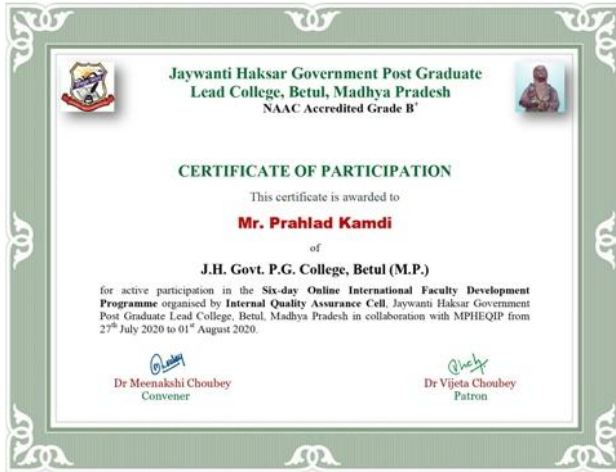 Jaywanti Haksar Government Post Graduate
Lead College, Betul, Madhya Pradesh
NAAC Accredited Grade B+
CERTIFICATE OF PARTICIPATION
This certificate is awarded to
Mr. Prahlad Kamdi
of
J.H. Govt. P.G. College, Betul (M.P.)
for active participation in the Six-day Online International Faculty Development
Programme organised by Internal Quality Assurance Cell, Jaywanti Haksar Government
Post Graduate Lead College, Betul, Madhya Pradesh in collaboration with MPHEQIP from
27th July 2020 to 01st August 2020.
Dr Meenakshi Choubey
Convener
Dr Vijeta Choubey
Patron